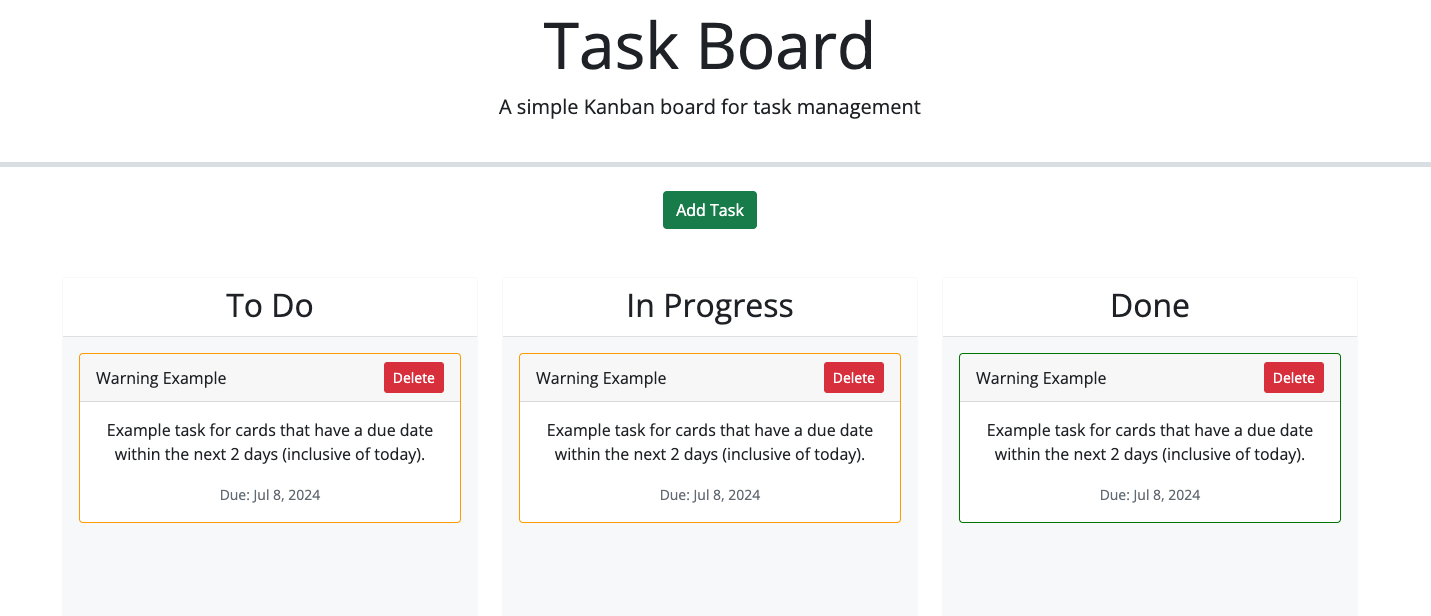 Task Board
A simple Kanban board for task management
Add Task
To Do
Warning Example
Delete
Example task for cards that have a due date
within the next 2 days (inclusive of today).
Due: Jul 8, 2024
In Progress
Warning Example
Delete
Example task for cards that have a due date
within the next 2 days (inclusive of today).
Due: Jul 8, 2024
Done
Warning Example
Delete
Example task for cards that have a due date
within the next 2 days (inclusive of today).
Due: Jul 8, 2024